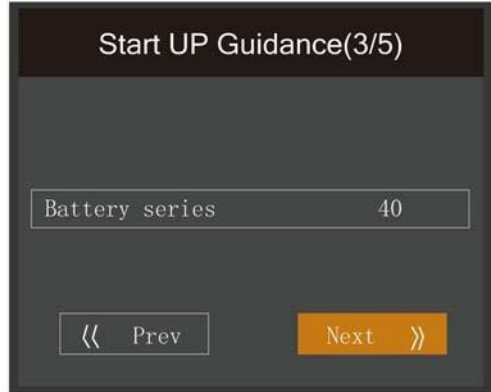 Start UP Guidance(3/5)
Battery series 40
《 Prev
Next 》